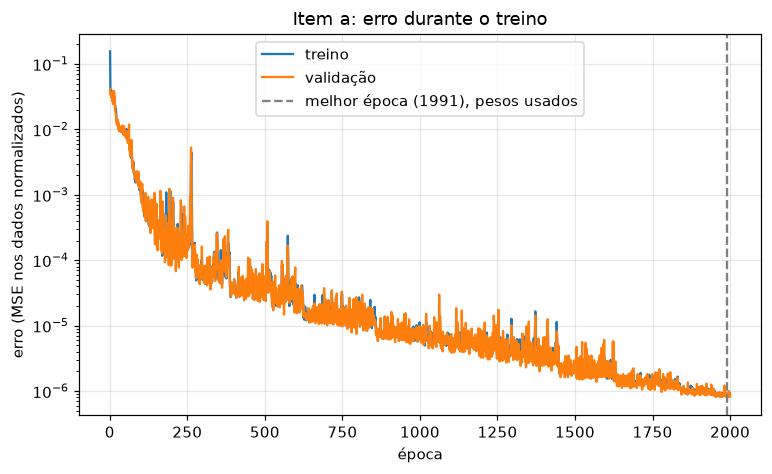 Item a: erro durante o treino
treino
validação
melhor época (1991), pesos usados
erro (MSE nos dados normalizados)
10⁻¹
10⁻²
10⁻³
10⁻⁴
10⁻⁵
10⁻⁶
0 250 500 750 1000 1250 1500 1750 2000
época